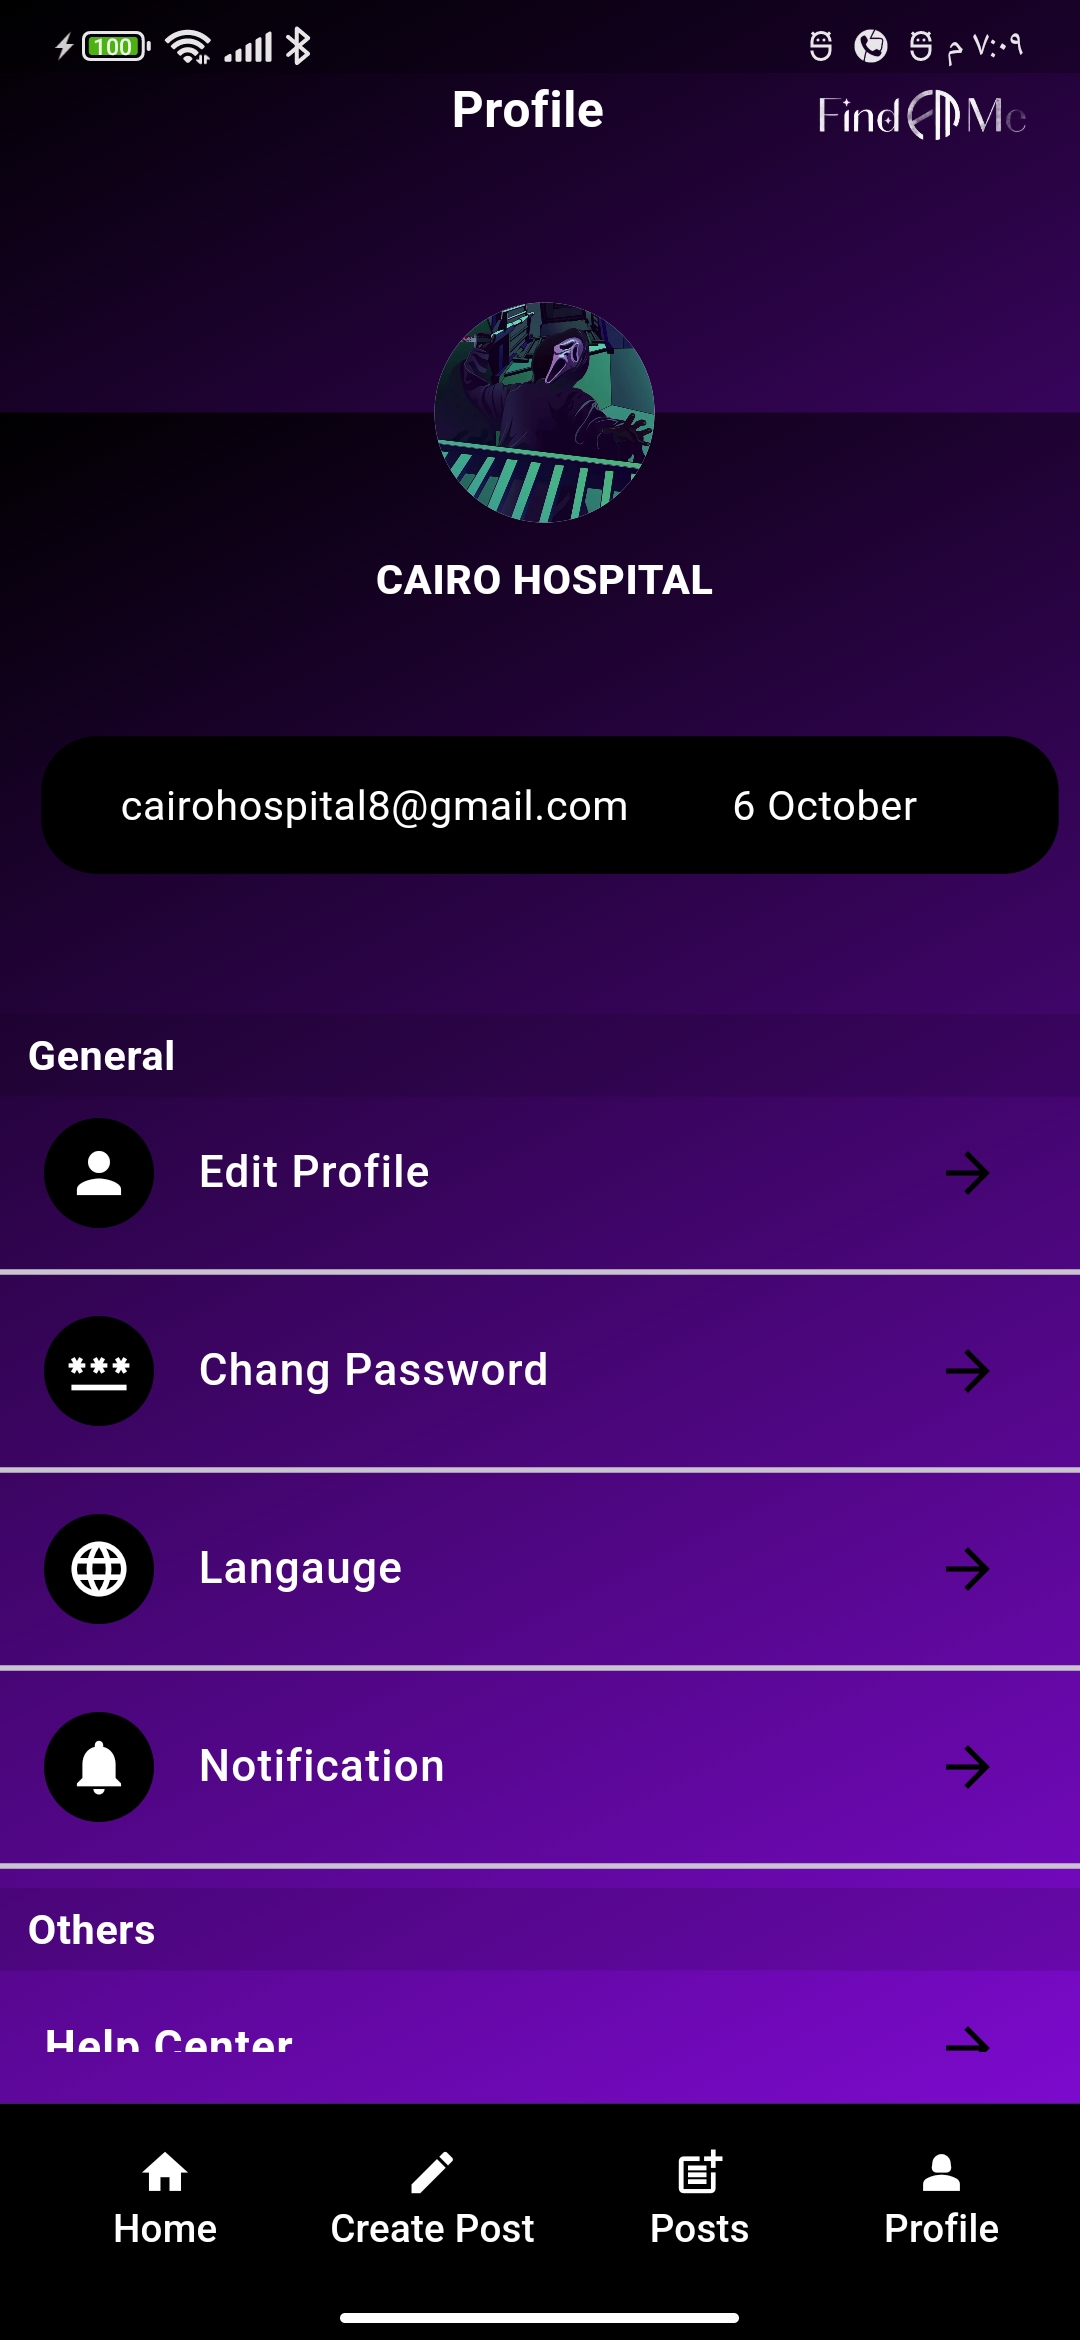 100
٧:٠٩ م
Profile
Find Me
CAIRO HOSPITAL
cairohospital8@gmail.com
6 October
General
Edit Profile
Chang Password
Langauge
Notification
Others
Help Center
Home
Create Post
Posts
Profile